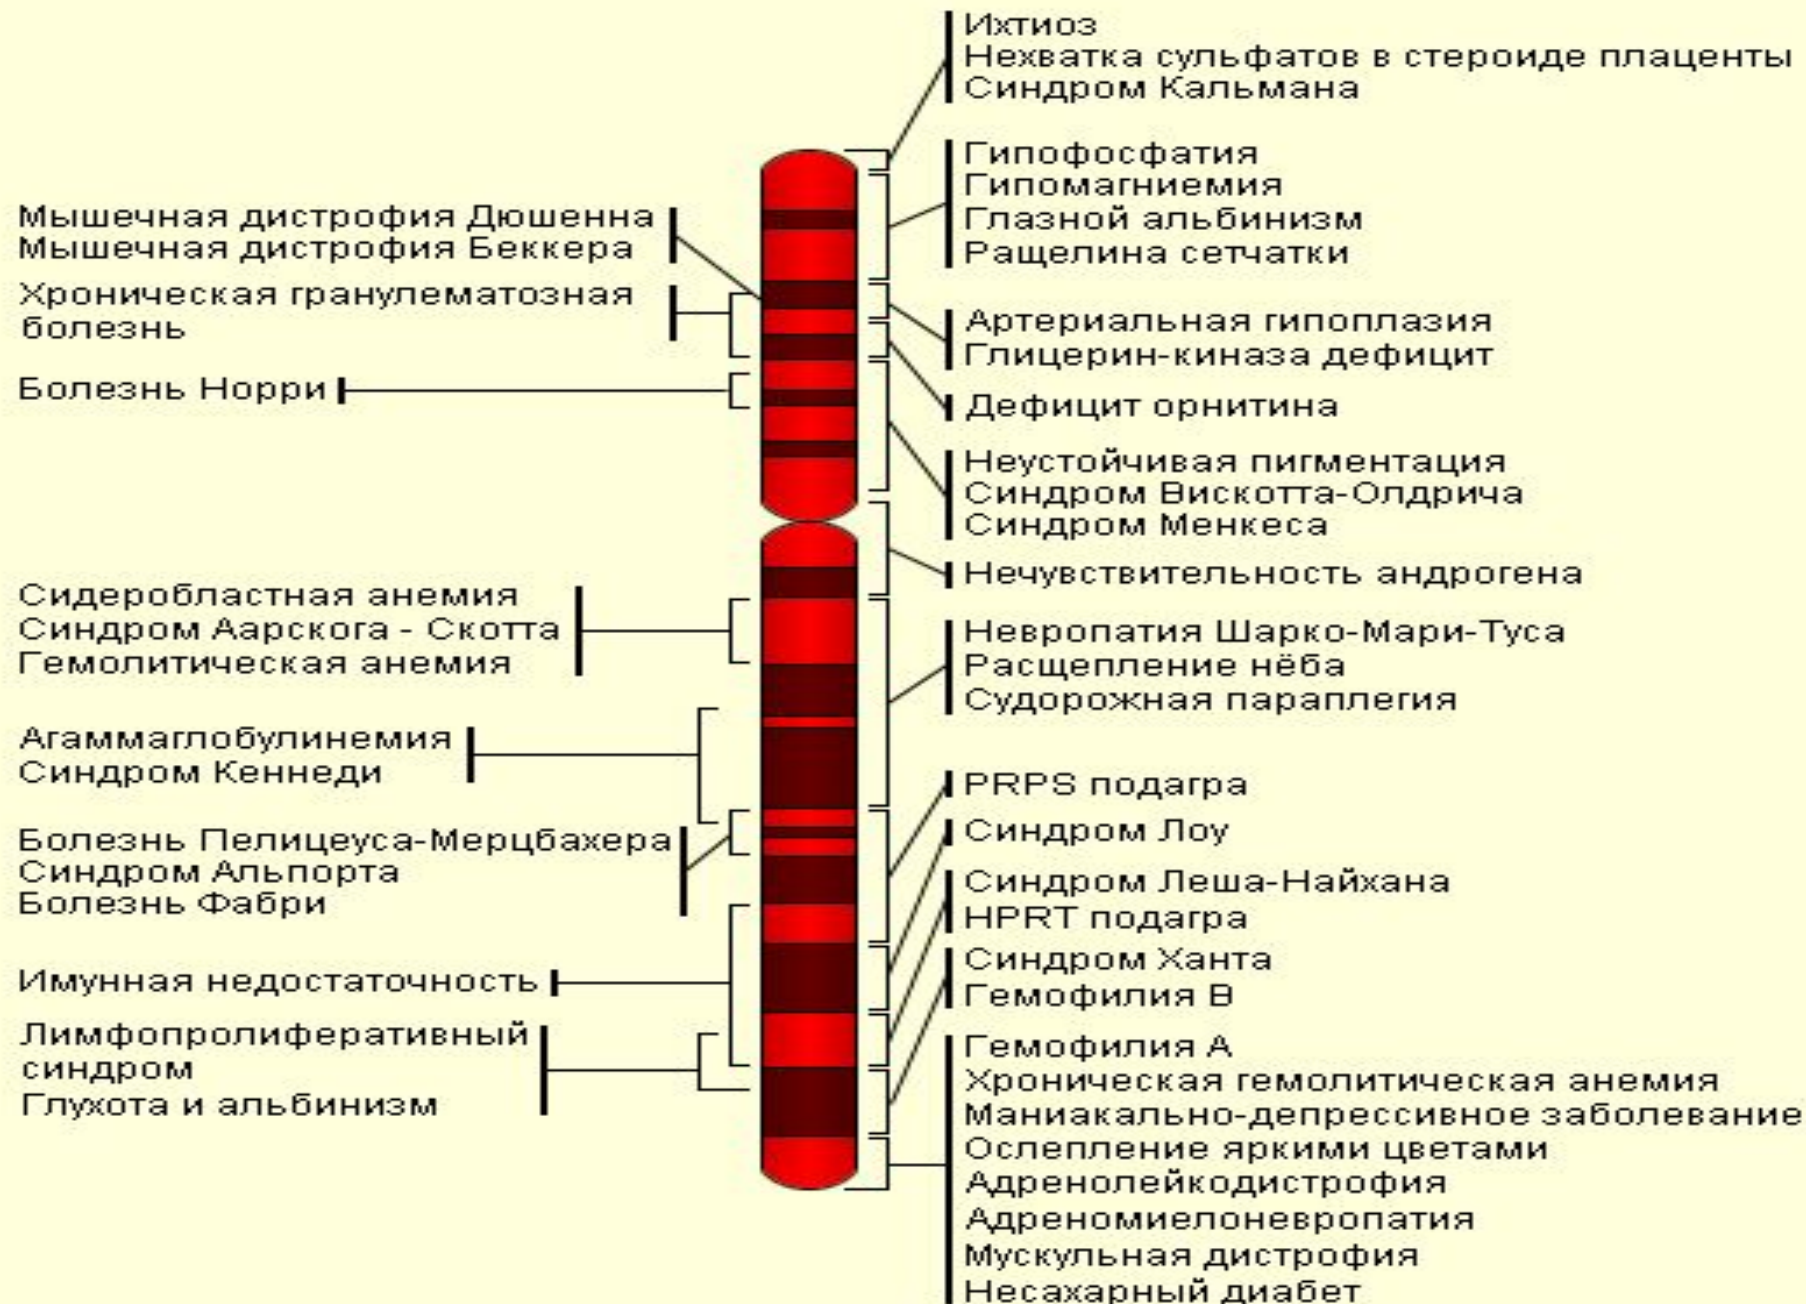 Мышечная дистрофия Дюшенна
Мышечная дистрофия Беккера
Хроническая гранулематозная
болезнь
Болезнь Норри
Сидеробластная анемия
Синдром Аарскога - Скотта
Гемолитическая анемия
Агаммаглобулинемия
Синдром Кеннеди
Болезнь Пелицеуса-Мерцбахера
Синдром Альпорта
Болезнь Фабри
Имунная недостаточность
Лимфопролиферативный
синдром
Глухота и альбинизм
Ихтиоз
Нехватка сульфатов в стероиде плаценты
Синдром Кальмана
Гипофосфатия
Гипомагниемия
Глазной альбинизм
Ращелина сетчатки
Артериальная гипоплазия
Глицерин-киназа дефицит
Дефицит орнитина
Неустойчивая пигментация
Синдром Вискотта-Олдрича
Синдром Менкеса
Нечувствительность андрогена
Невропатия Шарко-Мари-Туса
Расщепление нёба
Судорожная параплегия
PRPS подагра
Синдром Лоу
Синдром Леша-Найхана
HPRT подагра
Синдром Ханта
Гемофилия В
Гемофилия А
Хроническая гемолитическая анемия
Маниакально-депрессивное заболевание
Ослепление яркими цветами
Адренолейкодистрофия
Адреномиелоневропатия
Мускульная дистрофия
Несахарный диабет